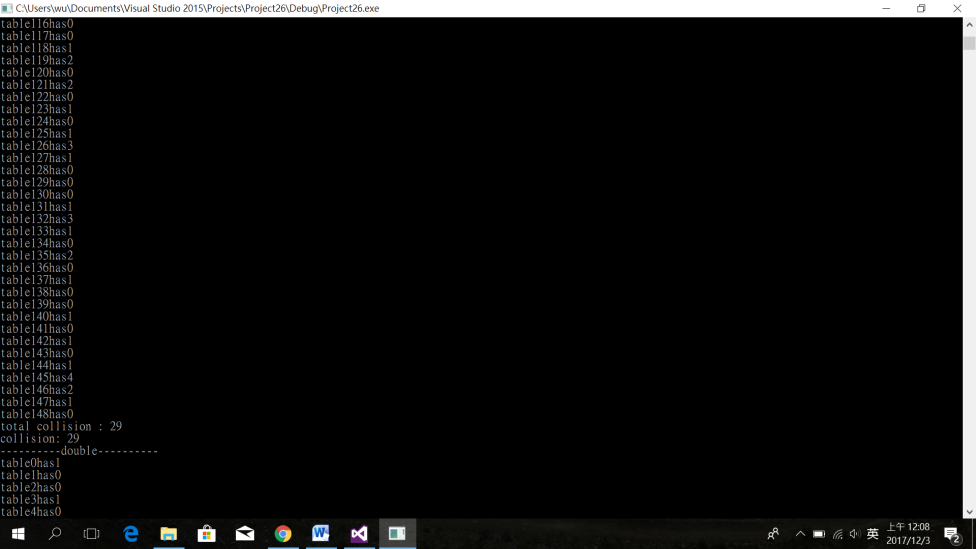 C:\Users\wu\Documents\Visual Studio 2015\Projects\Project26\Debug\Project26.exe
table116has0
table117has0
table118has1
table119has2
table120has0
table121has2
table122has0
table123has1
table124has0
table125has1
table126has3
table127has1
table128has0
table129has0
table130has0
table131has1
table132has3
table133has1
table134has0
table135has2
table136has0
table137has1
table138has0
table139has0
table140has1
table141has0
table142has1
table143has0
table144has1
table145has4
table146has2
table147has1
table148has0
total collision : 29
collision: 29
----------double----------
table0has1
table1has0
table2has0
table3has1
table4has0
英
上午 12:08
2017/12/3
2